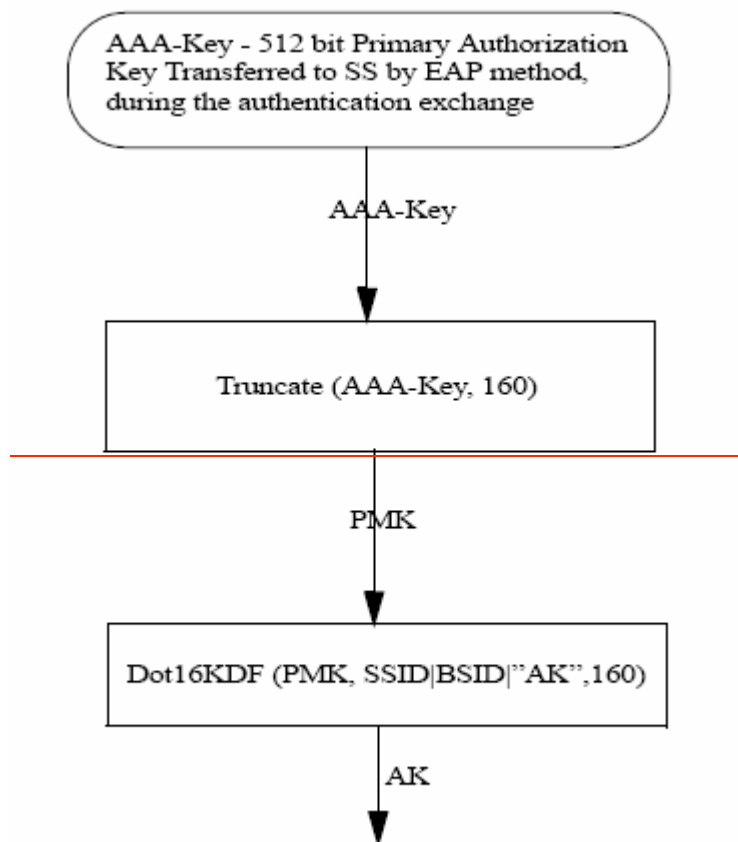 AAA-Key - 512 bit Primary Authorization
Key Transferred to SS by EAP method,
during the authentication exchange
AAA-Key
Truncate (AAA-Key, 160)
PMK
Dot16KDF (PMK, SSID|BSID|”AK”,160)
AK